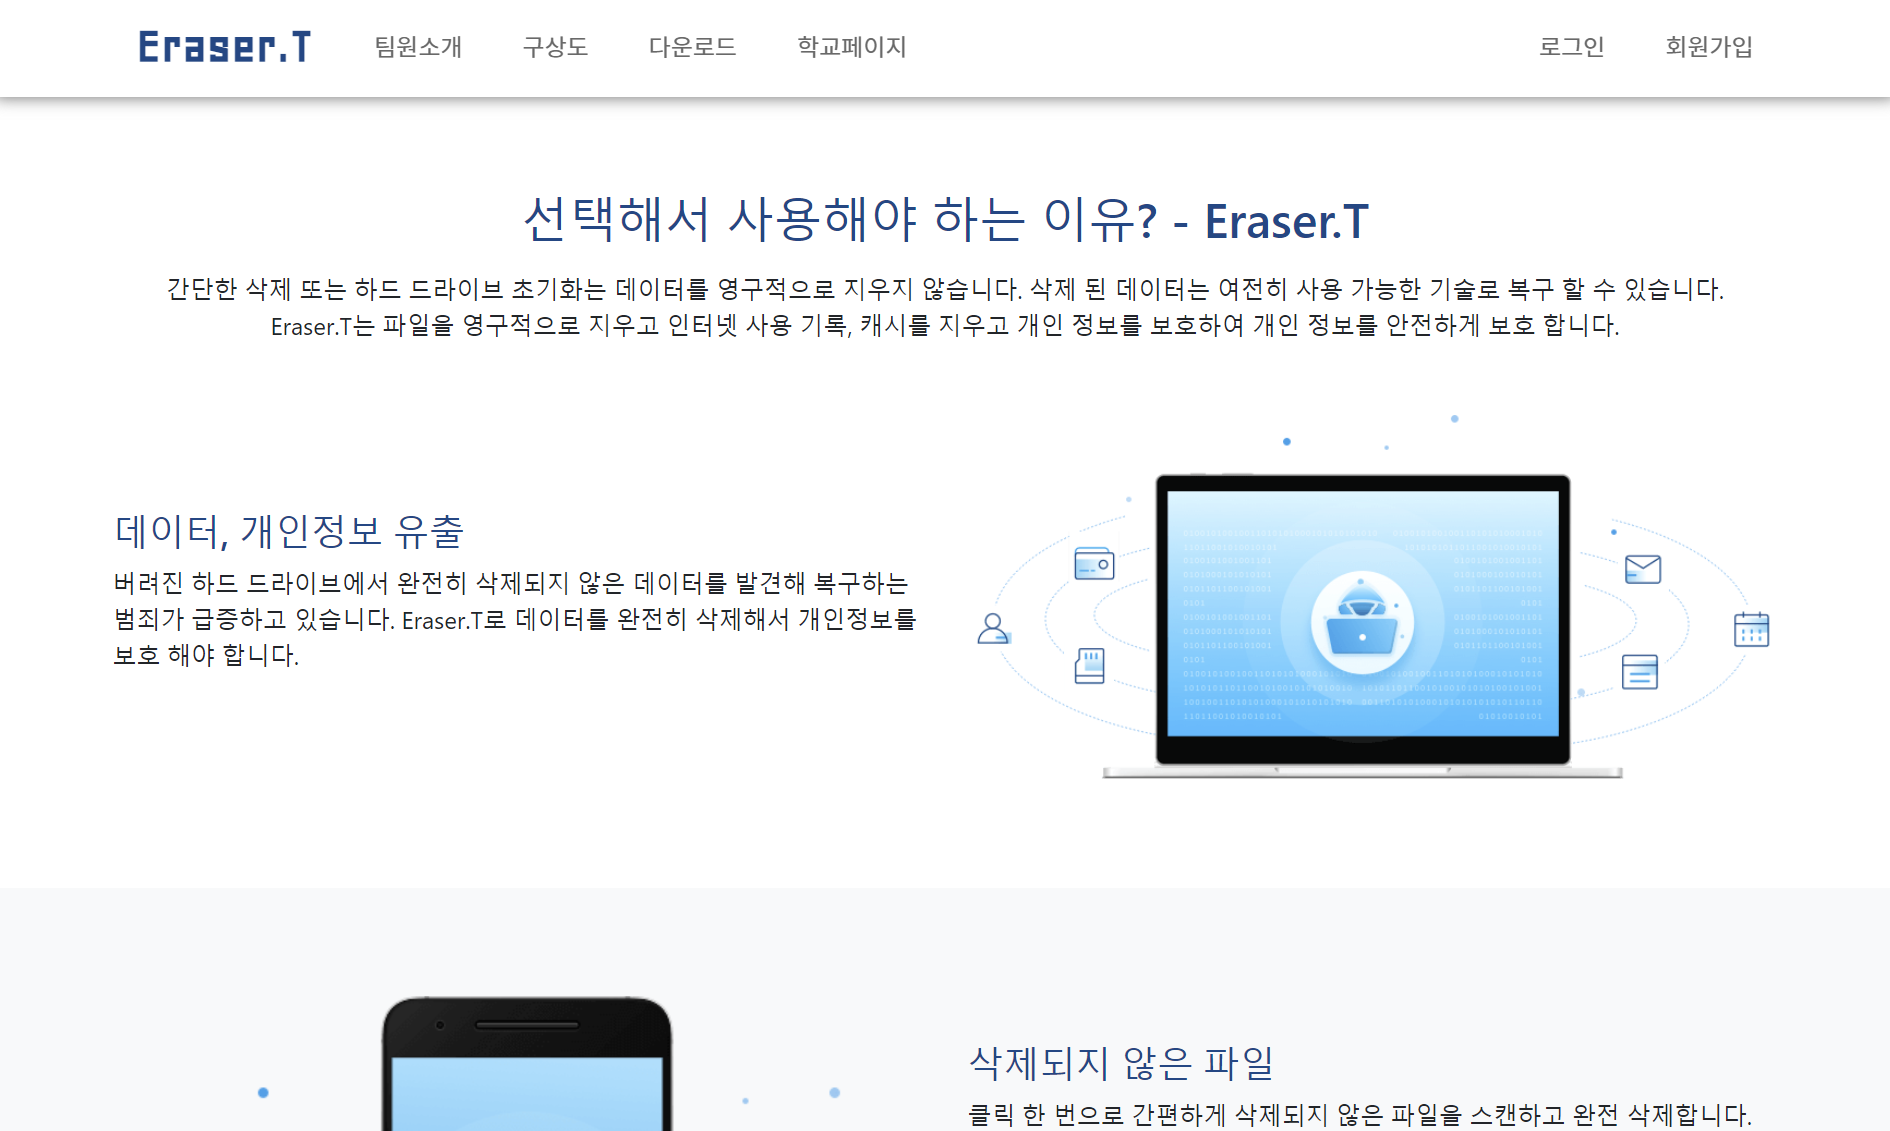 Eraser.T
팀원소개
구상도
다운로드
학교페이지
로그인
회원가입
선택해서 사용해야 하는 이유? - Eraser.T
간단한 삭제 또는 하드 드라이브 초기화는 데이터를 영구적으로 지우지 않습니다. 삭제 된 데이터는 여전히 사용 가능한 기술로 복구 할 수 있습니다.
Eraser.T는 파일을 영구적으로 지우고 인터넷 사용 기록, 캐시를 지우고 개인 정보를 보호하여 개인 정보를 안전하게 보호 합니다.
데이터, 개인정보 유출
버려진 하드 드라이브에서 완전히 삭제되지 않은 데이터를 발견해 복구하는
범죄가 급증하고 있습니다. Eraser.T로 데이터를 완전히 삭제해서 개인정보를
보호 해야 합니다.
삭제되지 않은 파일
클릭 한 번으로 간편하게 삭제되지 않은 파일을 스캔하고 완전 삭제합니다.